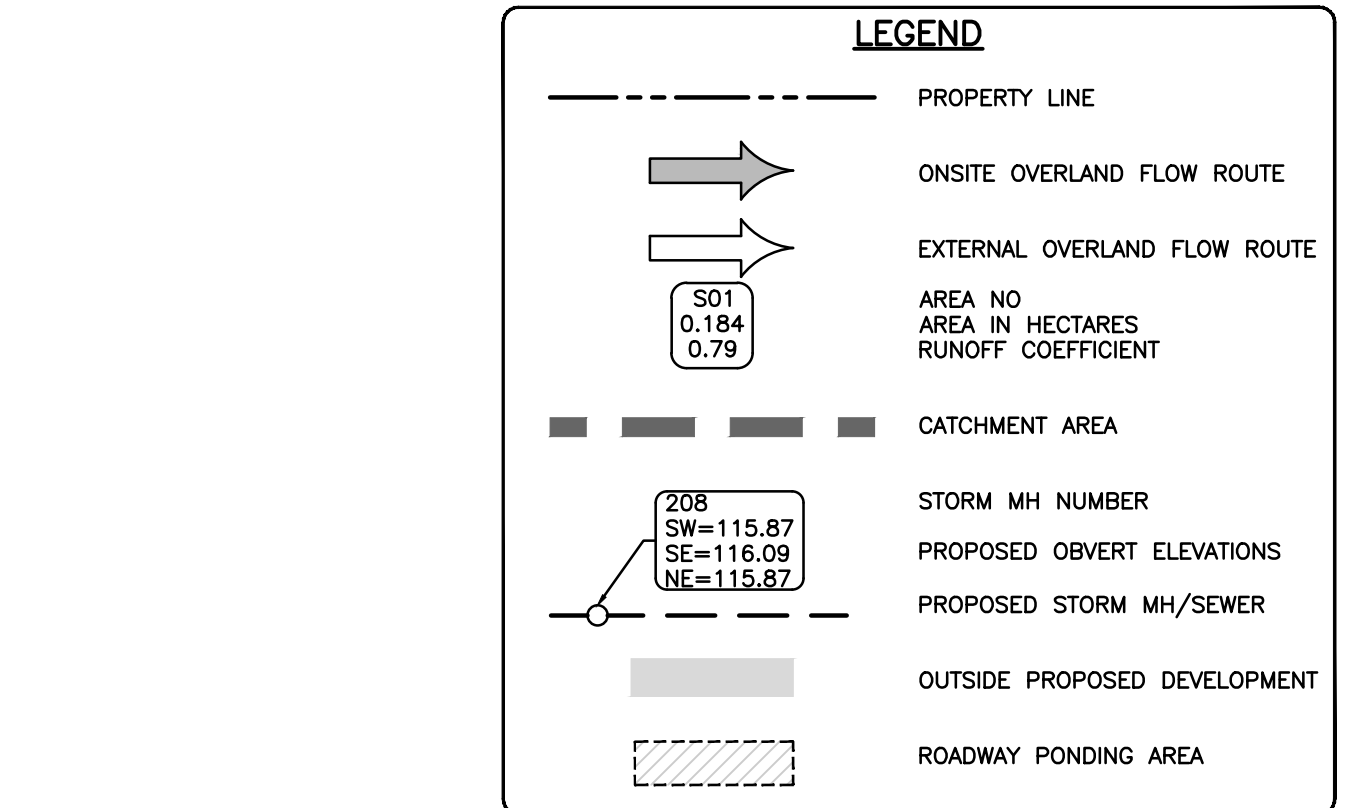 LEGEND
PROPERTY LINE
ONSITE OVERLAND FLOW ROUTE
EXTERNAL OVERLAND FLOW ROUTE
S01
0.184
0.79
AREA NO
AREA IN HECTARES
RUNOFF COEFFICIENT
CATCHMENT AREA
208
SW=115.87
SE=116.09
NE=115.87
STORM MH NUMBER
PROPOSED OBVERT ELEVATIONS
PROPOSED STORM MH/SEWER
OUTSIDE PROPOSED DEVELOPMENT
ROADWAY PONDING AREA